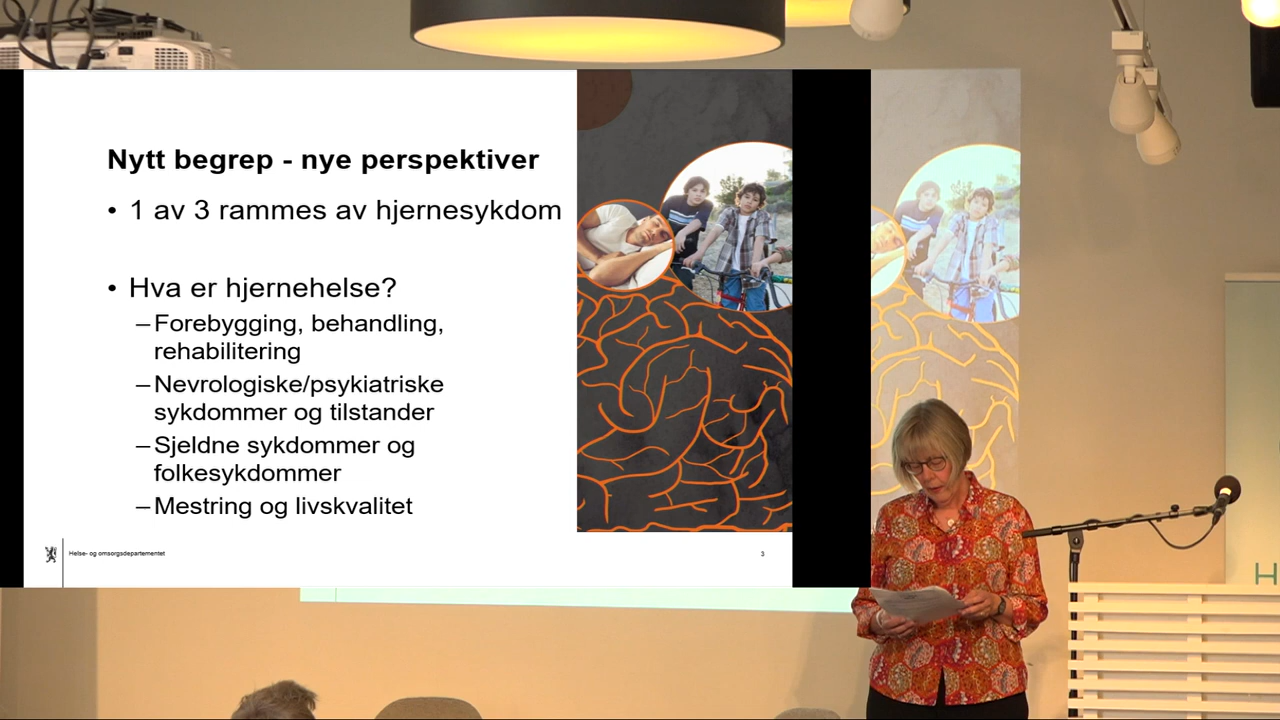 Nytt begrep - nye perspektiver
• 1 av 3 rammes av hjernesykdom
• Hva er hjernehelse?
–Forebygging, behandling,
rehabilitering
–Nevrologiske/psykiatriske
sykdommer og tilstander
–Sjeldne sykdommer og
folkesykdommer
–Mestring og livskvalitet
Helse- og omsorgsdepartementet
3
H